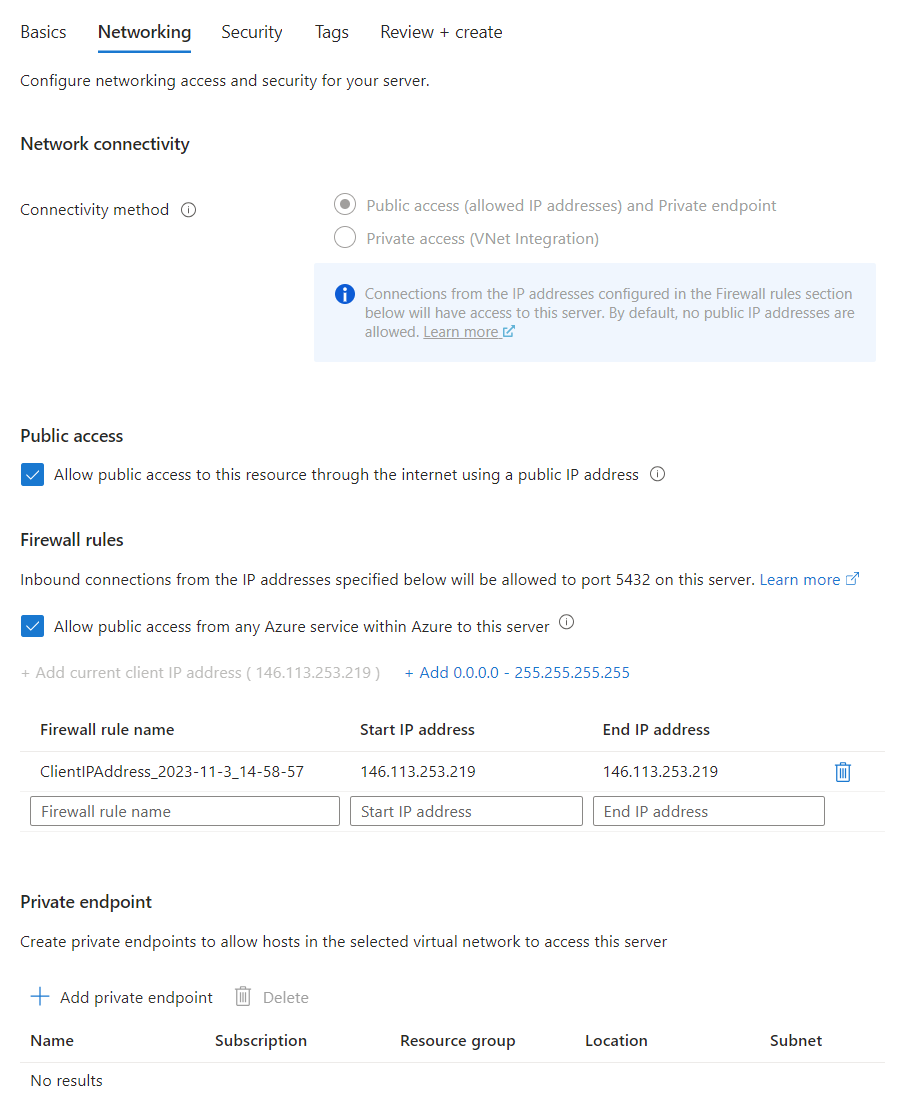 Basics Networking Security Tags Review + create
Configure networking access and security for your server.
Network connectivity
Connectivity method
Public access (allowed IP addresses) and Private endpoint
Private access (VNet Integration)
Connections from the IP addresses configured in the Firewall rules section
below will have access to this server. By default, no public IP addresses are
allowed. Learn more
Public access
Allow public access to this resource through the internet using a public IP address
Firewall rules
Inbound connections from the IP addresses specified below will be allowed to port 5432 on this server. Learn more
Allow public access from any Azure service within Azure to this server
+ Add current client IP address ( 146.113.253.219 ) + Add 0.0.0.0 - 255.255.255.255
Firewall rule name Start IP address End IP address
ClientIPAddress_2023-11-3_14-58-57 146.113.253.219 146.113.253.219
Firewall rule name Start IP address End IP address
Private endpoint
Create private endpoints to allow hosts in the selected virtual network to access this server
+ Add private endpoint Delete
Name Subscription Resource group Location Subnet
No results